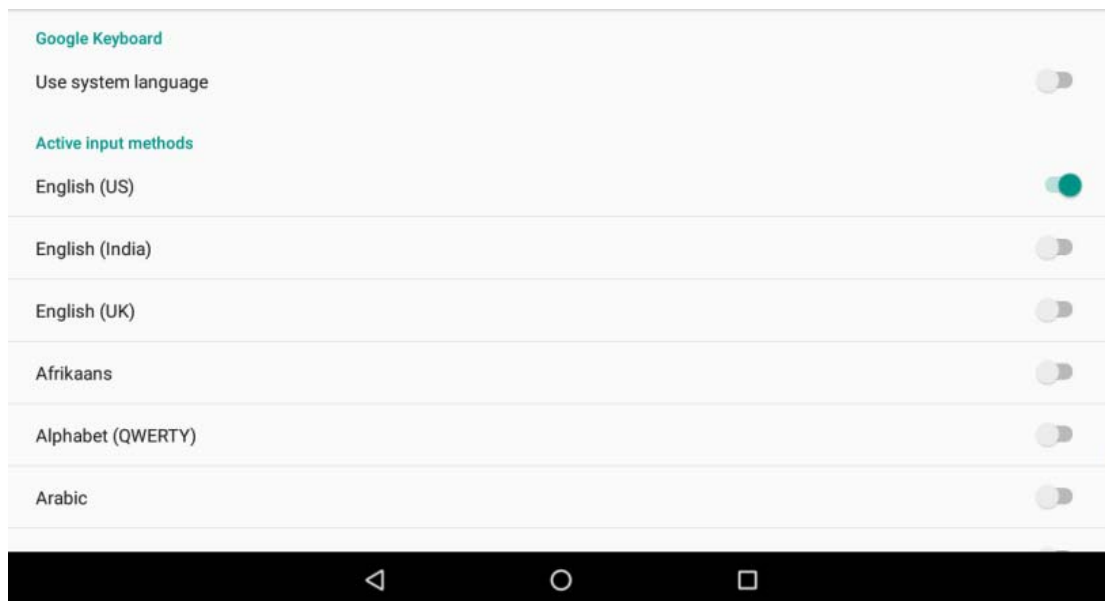 Google Keyboard
Use system language
Active input methods
English (US)
English (India)
English (UK)
Afrikaans
Alphabet (QWERTY)
Arabic